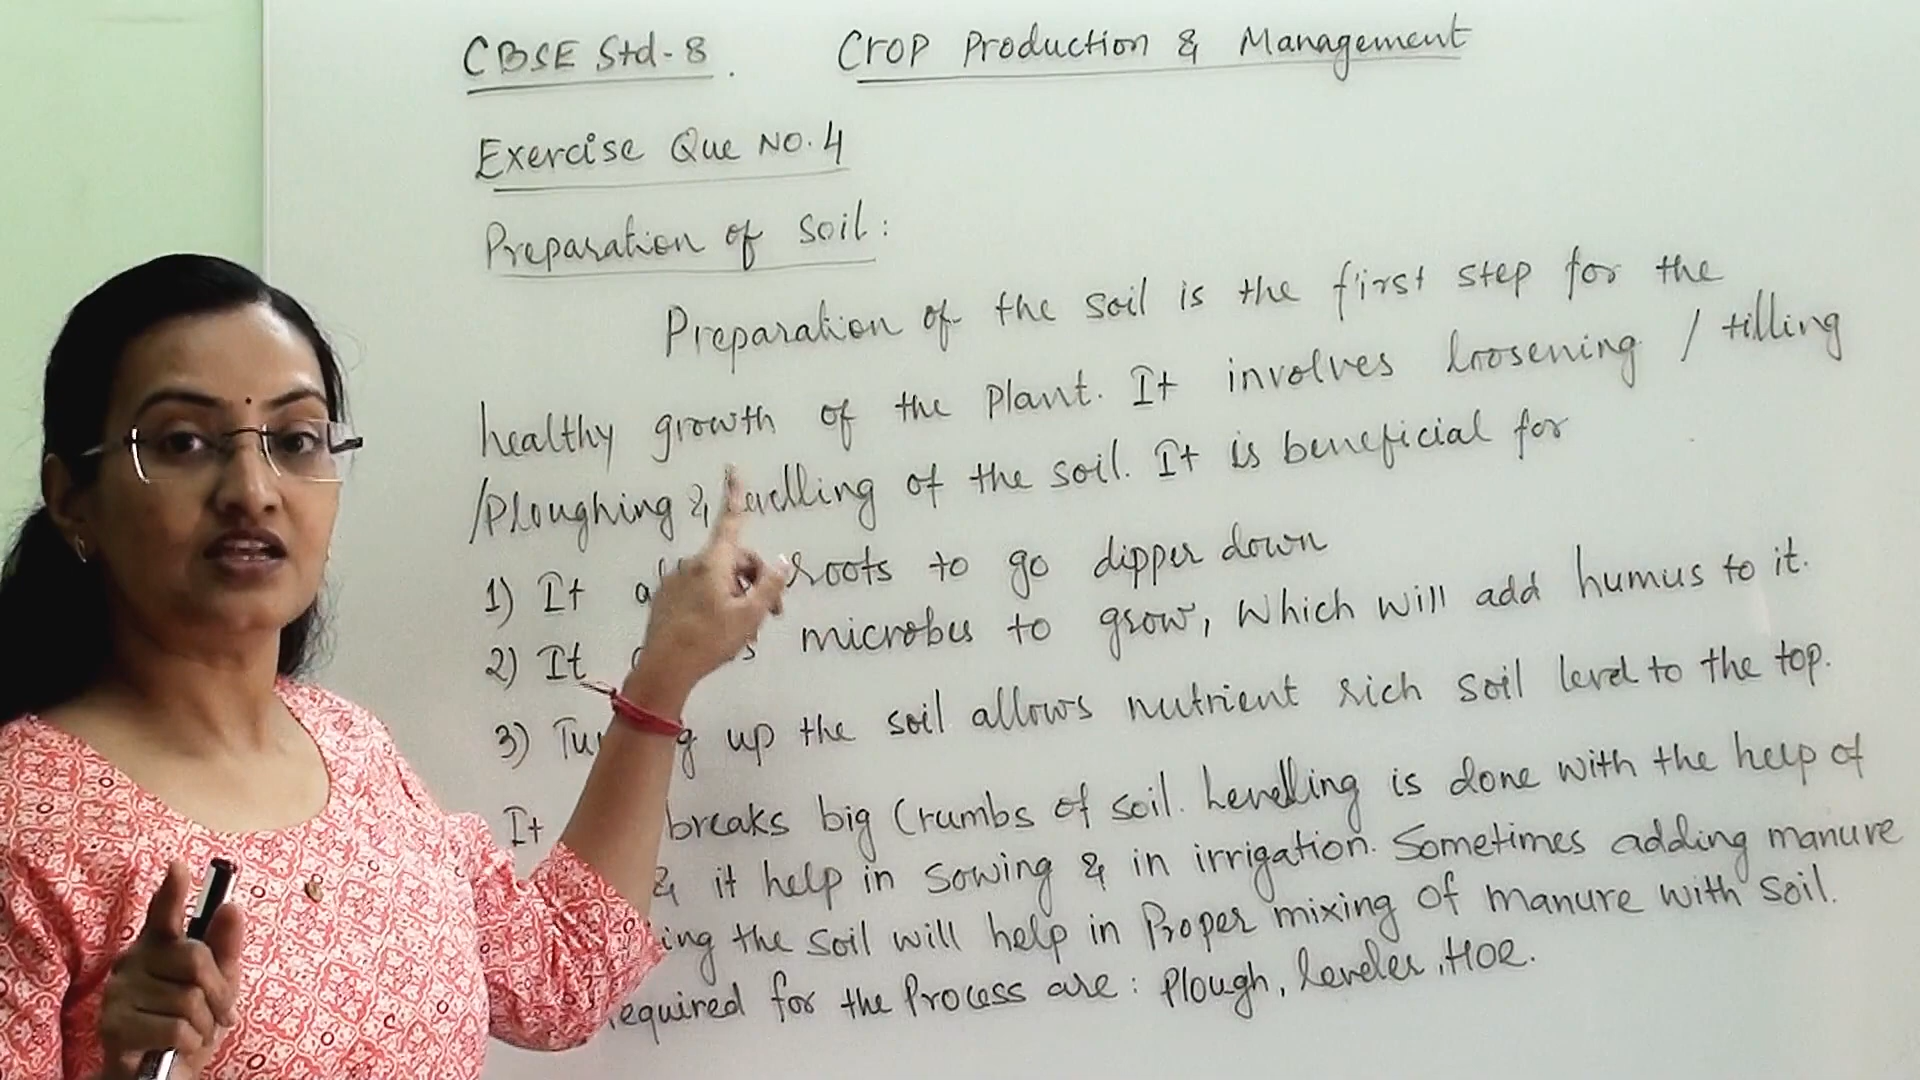 CBSE Std-8. Crop Production & Management
Exercise Que No. 4
Preparation of soil:
Preparation of the soil is the first step for the
healthy growth of the plant. It involves loosening / tilling
/Ploughing & levelling of the soil. It is beneficial for
1) It roots to go dipper down
2) It microbes to grow, which will add humus to it.
3) up the soil allows nutrient rich soil level to the top.
It breaks big Crumbs of soil. Levelling is done with the help of
& it help in sowing & in irrigation. Sometimes adding manure
the soil will help in Proper mixing of manure with soil.
for the Process are: Plough, leveler, HOE.